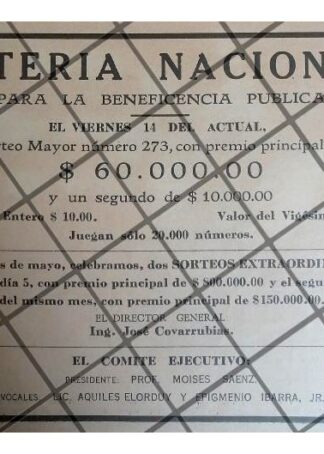 TERIA NACION
PARA LA BENEFICENCIA PUBLICA
EL VIERNES 14 DEL ACTUAL,
rteo Mayor número 273, con premio principal
$ 60.000.00
y un segundo de $ 10.000.00
Entero $ 10.00. Valor del Vigési
Juegan sólo 20.000 números.
s de mayo, celebramos, dos SORTEOS EXTRAORDI
día 5, con premio principal de $ 800.000.00 y el segu
del mismo mes, con premio principal de $150.000.00.
EL DIRECTOR GENERAL
Ing. José Covarrubias.
EL COMITE EJECUTIVO:
PRESIDENTE: PROF. MOISES SAENZ.
VOCALES: LIC. AQUILES ELORDUY y EPIGMENIO IBARRA, JR.